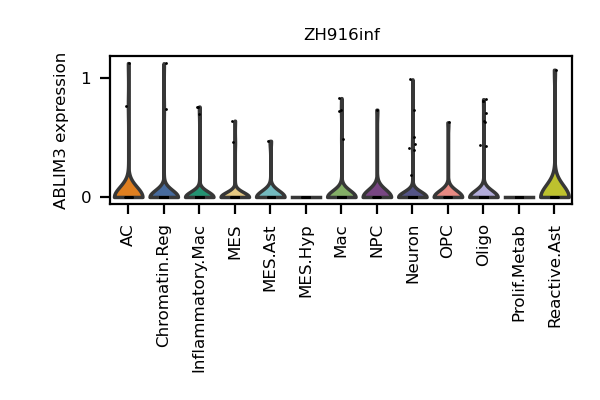 ZH916inf
ABLIM3 expression
1
0
AC
Chromatin.Reg
Inflammatory.Mac
MES
MES.Ast
MES.Hyp
Mac
NPC
Neuron
OPC
Oligo
Prolif.Metab
Reactive.Ast